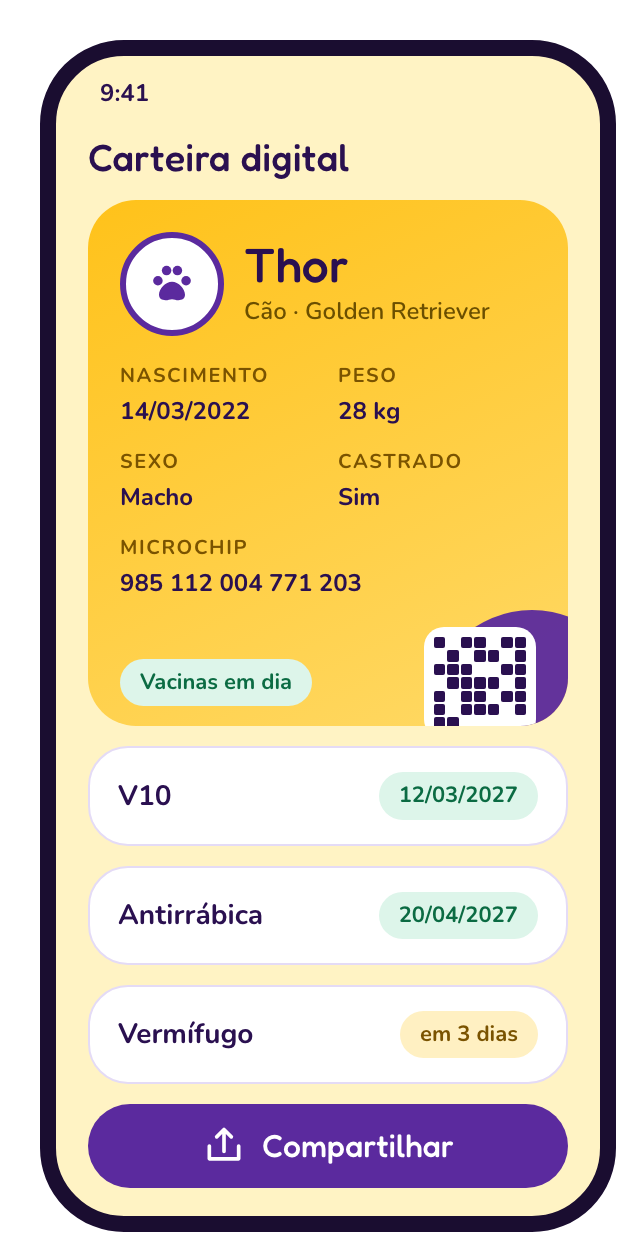 9:41
Carteira digital
Thor
Cão · Golden Retriever
NASCIMENTO
14/03/2022
PESO
28 kg
SEXO
Macho
CASTRADO
Sim
MICROCHIP
985 112 004 771 203
Vacinas em dia
V10
12/03/2027
Antirrábica
20/04/2027
Vermífugo
em 3 dias
Compartilhar